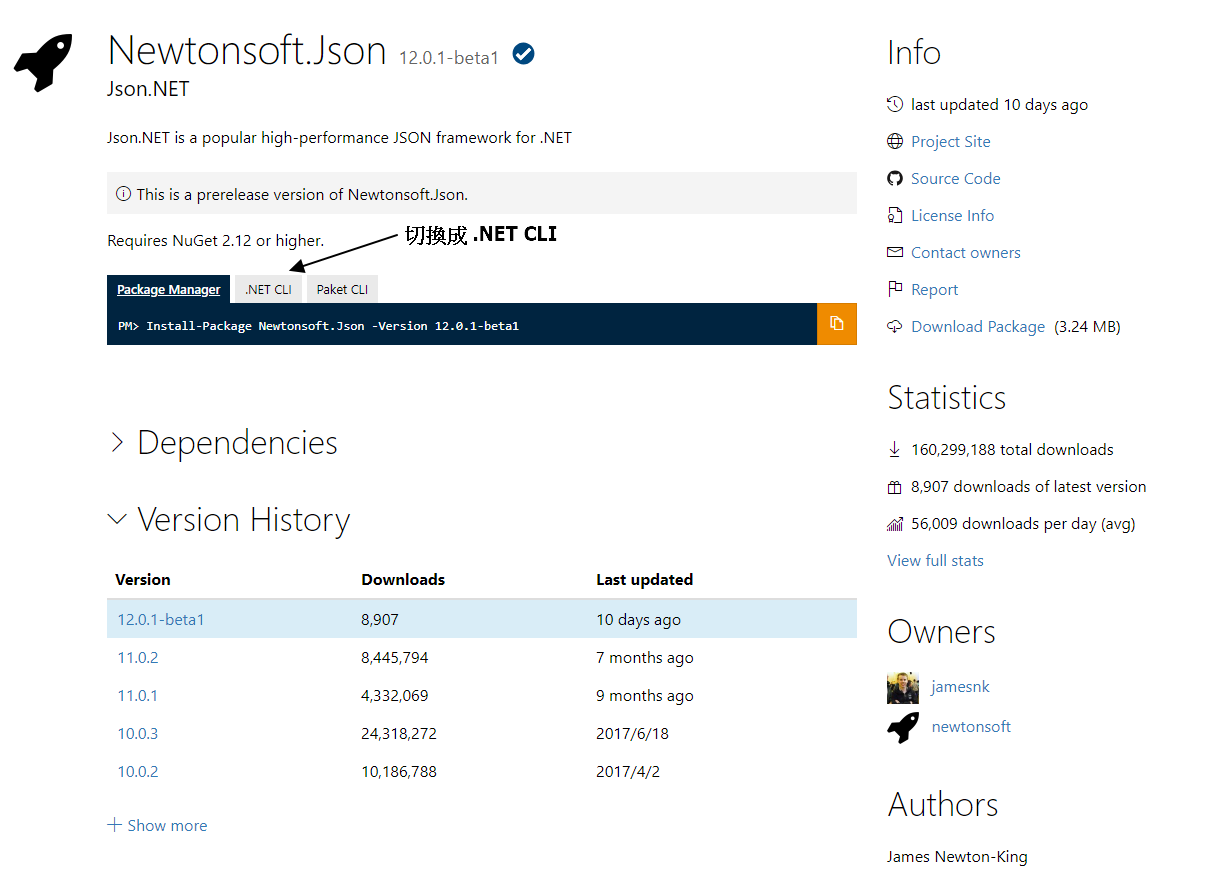 Newtonsoft.Json 12.0.1-beta1
Json.NET
Json.NET is a popular high-performance JSON framework for .NET
This is a prerelease version of Newtonsoft.Json.
Requires NuGet 2.12 or higher.
切換成 .NET CLI
Package Manager .NET CLI Paket CLI
PM> Install-Package Newtonsoft.Json -Version 12.0.1-beta1
Dependencies
Version History
Version Downloads Last updated
12.0.1-beta1 8,907 10 days ago
11.0.2 8,445,794 7 months ago
11.0.1 4,332,069 9 months ago
10.0.3 24,318,272 2017/6/18
10.0.2 10,186,788 2017/4/2
Show more
Info
last updated 10 days ago
Project Site
Source Code
License Info
Contact owners
Report
Download Package (3.24 MB)
Statistics
160,299,188 total downloads
8,907 downloads of latest version
56,009 downloads per day (avg)
View full stats
Owners
jamesnk
newtonsoft
Authors
James Newton-King